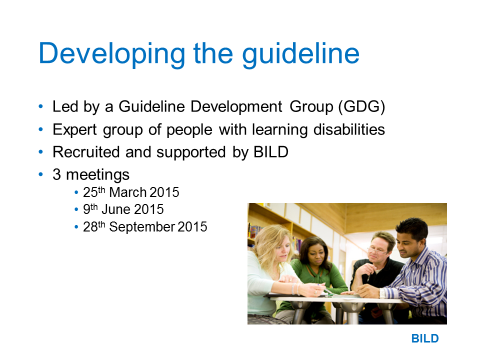 Developing the guideline
• Led by a Guideline Development Group (GDG)
• Expert group of people with learning disabilities
• Recruited and supported by BILD
• 3 meetings
• 25th March 2015
• 9th June 2015
• 28th September 2015
BILD